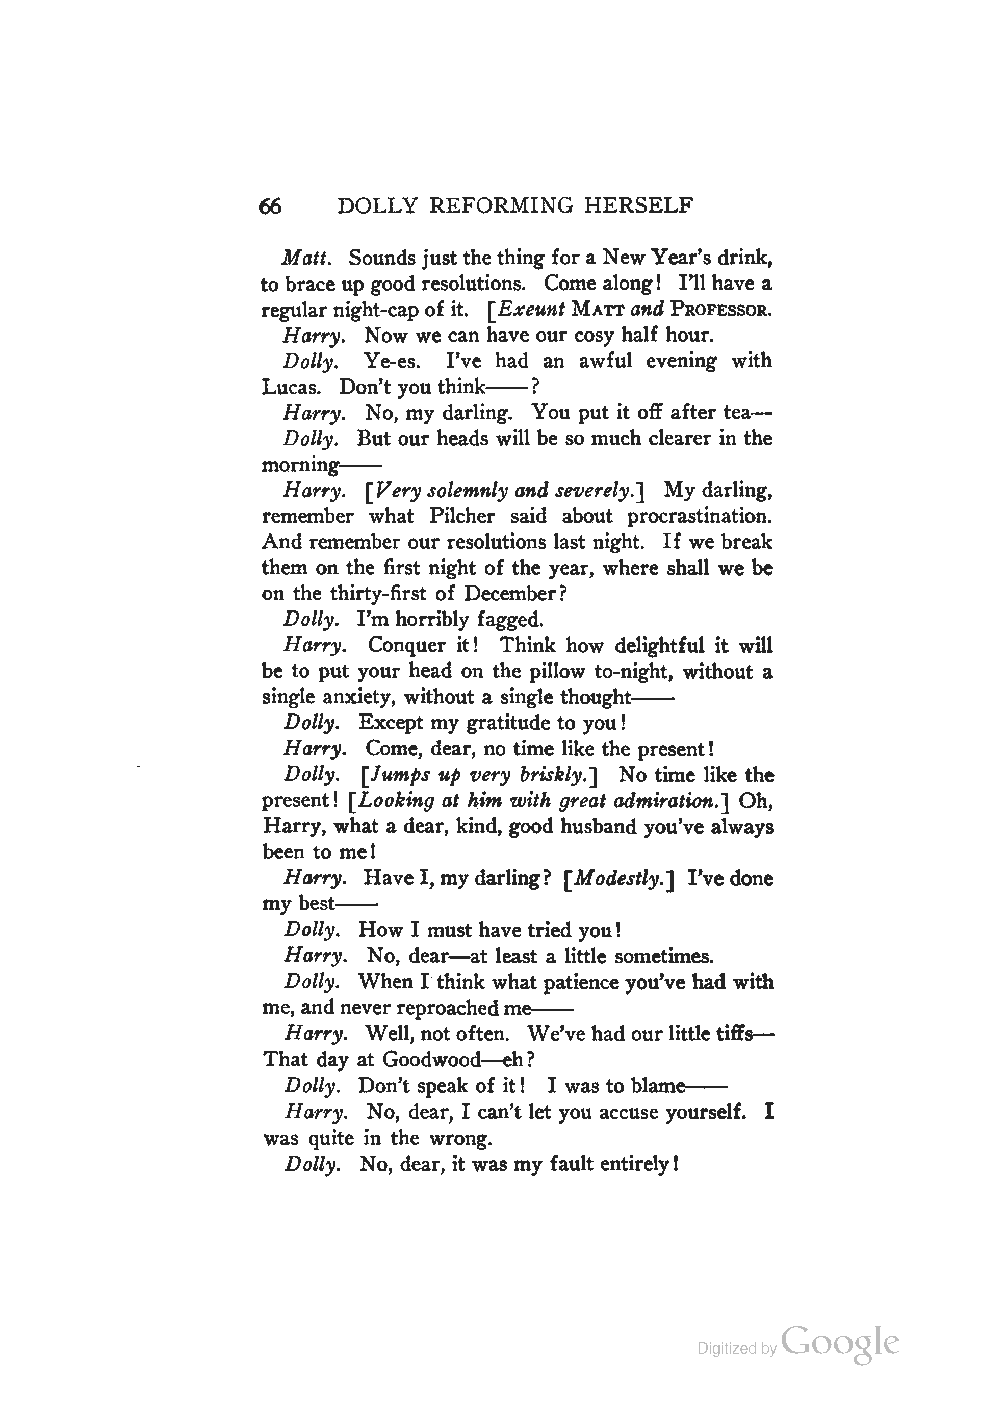 66 DOLLY REFORMING HERSELF
Matt. Sounds just the thing for a New Year's drink,
to brace up good resolutions. Come along! I'll have a
regular night-cap of it. [Exeunt MATT and PROFESSOR.
Harry. Now we can have our cosy half hour.
Dolly. Ye-es. I've had an awful evening with
Lucas. Don't you think——?
Harry. No, my darling. You put it off after tea—
Dolly. But our heads will be so much clearer in the
morning——
Harry. [Very solemnly and severely.] My darling,
remember what Pilcher said about procrastination.
And remember our resolutions last night. If we break
them on the first night of the year, where shall we be
on the thirty-first of December?
Dolly. I'm horribly fagged.
Harry. Conquer it! Think how delightful it will
be to put your head on the pillow to-night, without a
single anxiety, without a single thought——
Dolly. Except my gratitude to you!
Harry. Come, dear, no time like the present!
Dolly. [Jumps up very briskly.] No time like the
present! [Looking at him with great admiration.] Oh,
Harry, what a dear, kind, good husband you've always
been to me!
Harry. Have I, my darling? [Modestly.] I've done
my best——
Dolly. How I must have tried you!
Harry. No, dear—at least a little sometimes.
Dolly. When I think what patience you've had with
me, and never reproached me——
Harry. Well, not often. We've had our little tiffs—
That day at Goodwood—eh?
Dolly. Don't speak of it! I was to blame——
Harry. No, dear, I can't let you accuse yourself. I
was quite in the wrong.
Dolly. No, dear, it was my fault entirely!
Digitized by Google